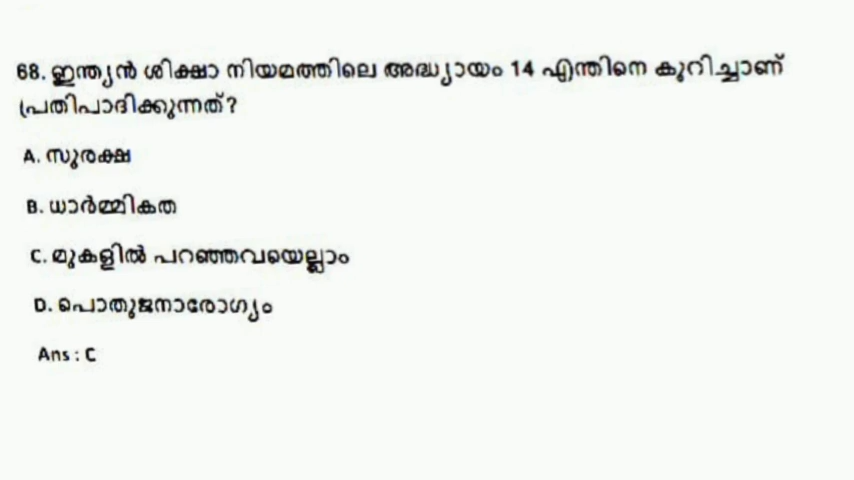 68. ഇന്ത്യൻ ശിക്ഷാ നിയമത്തിലെ അദ്ധ്യായം 14 എന്തിനെ കുറിച്ചാണ്
പ്രതിപാദിക്കുന്നത്?
A. സുരക്ഷ
B. ധാർമ്മികത
C. മുകളിൽ പറഞ്ഞവയെല്ലാം
D. പൊതുജനാരോഗ്യം
Ans : C